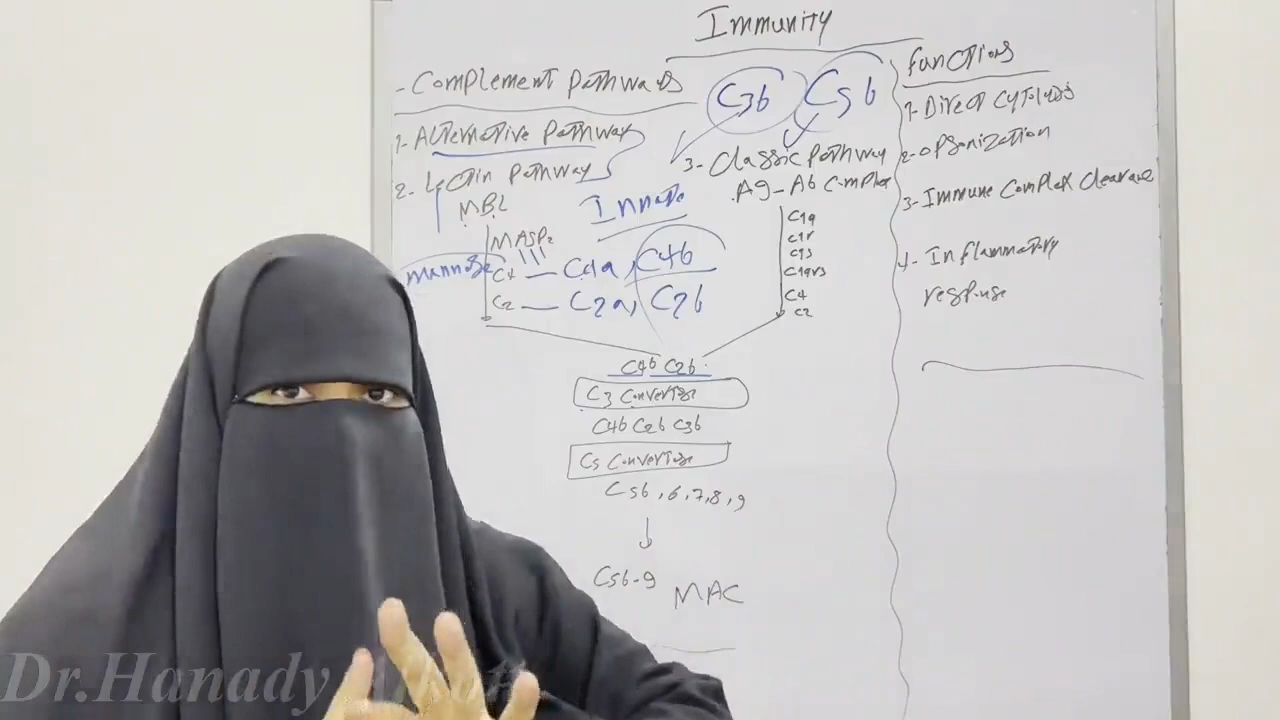 Immunity
- Complement Pathways
1- Alternative Pathway
2- Lectin Pathway
MBL
MASP2
mannose
C4 — C4a, C4b
C2 — C2a, C2b
Innate
C3b C5b
3- Classic Pathway
Ag - Ab Complex
C1q
C1r
C1s
C1qrs
C4
C2
C4b C2b
C3 Convertase
C4b C2b C3b
C5 Convertase
C5b, 6, 7, 8, 9
C5b-9
MAC
Functions
1- Direct Cytolysis
2- Opsonization
3- Immune Complex Clearance
4- Inflammatory
response
Dr.Hanady